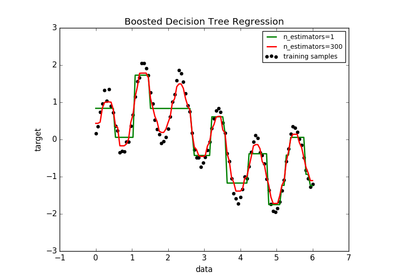 Boosted Decision Tree Regression
n_estimators=1
n_estimators=300
training samples
3
2
1
0
−1
−2
−3
target
−1 0 1 2 3 4 5 6 7
data